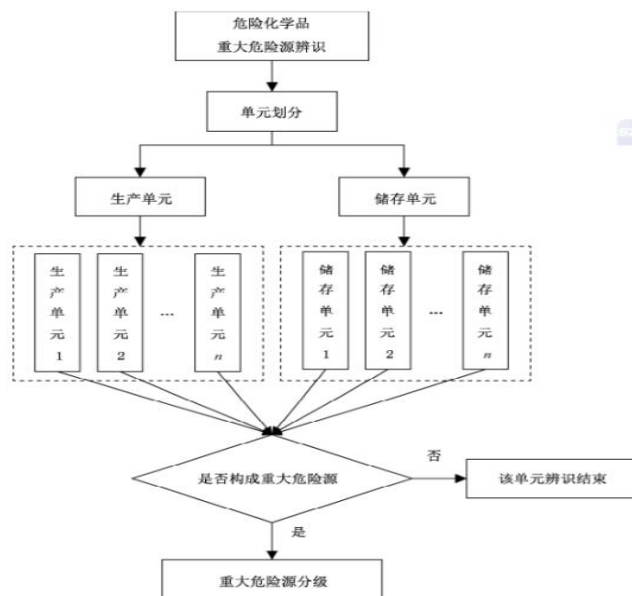 危险化学品
重大危险源辨识
单元划分
生产单元
储存单元
生产单元1
生产单元2
…
生产单元n
储存单元1
储存单元2
…
储存单元n
是否构成重大危险源
否
该单元辨识结束
是
重大危险源分级